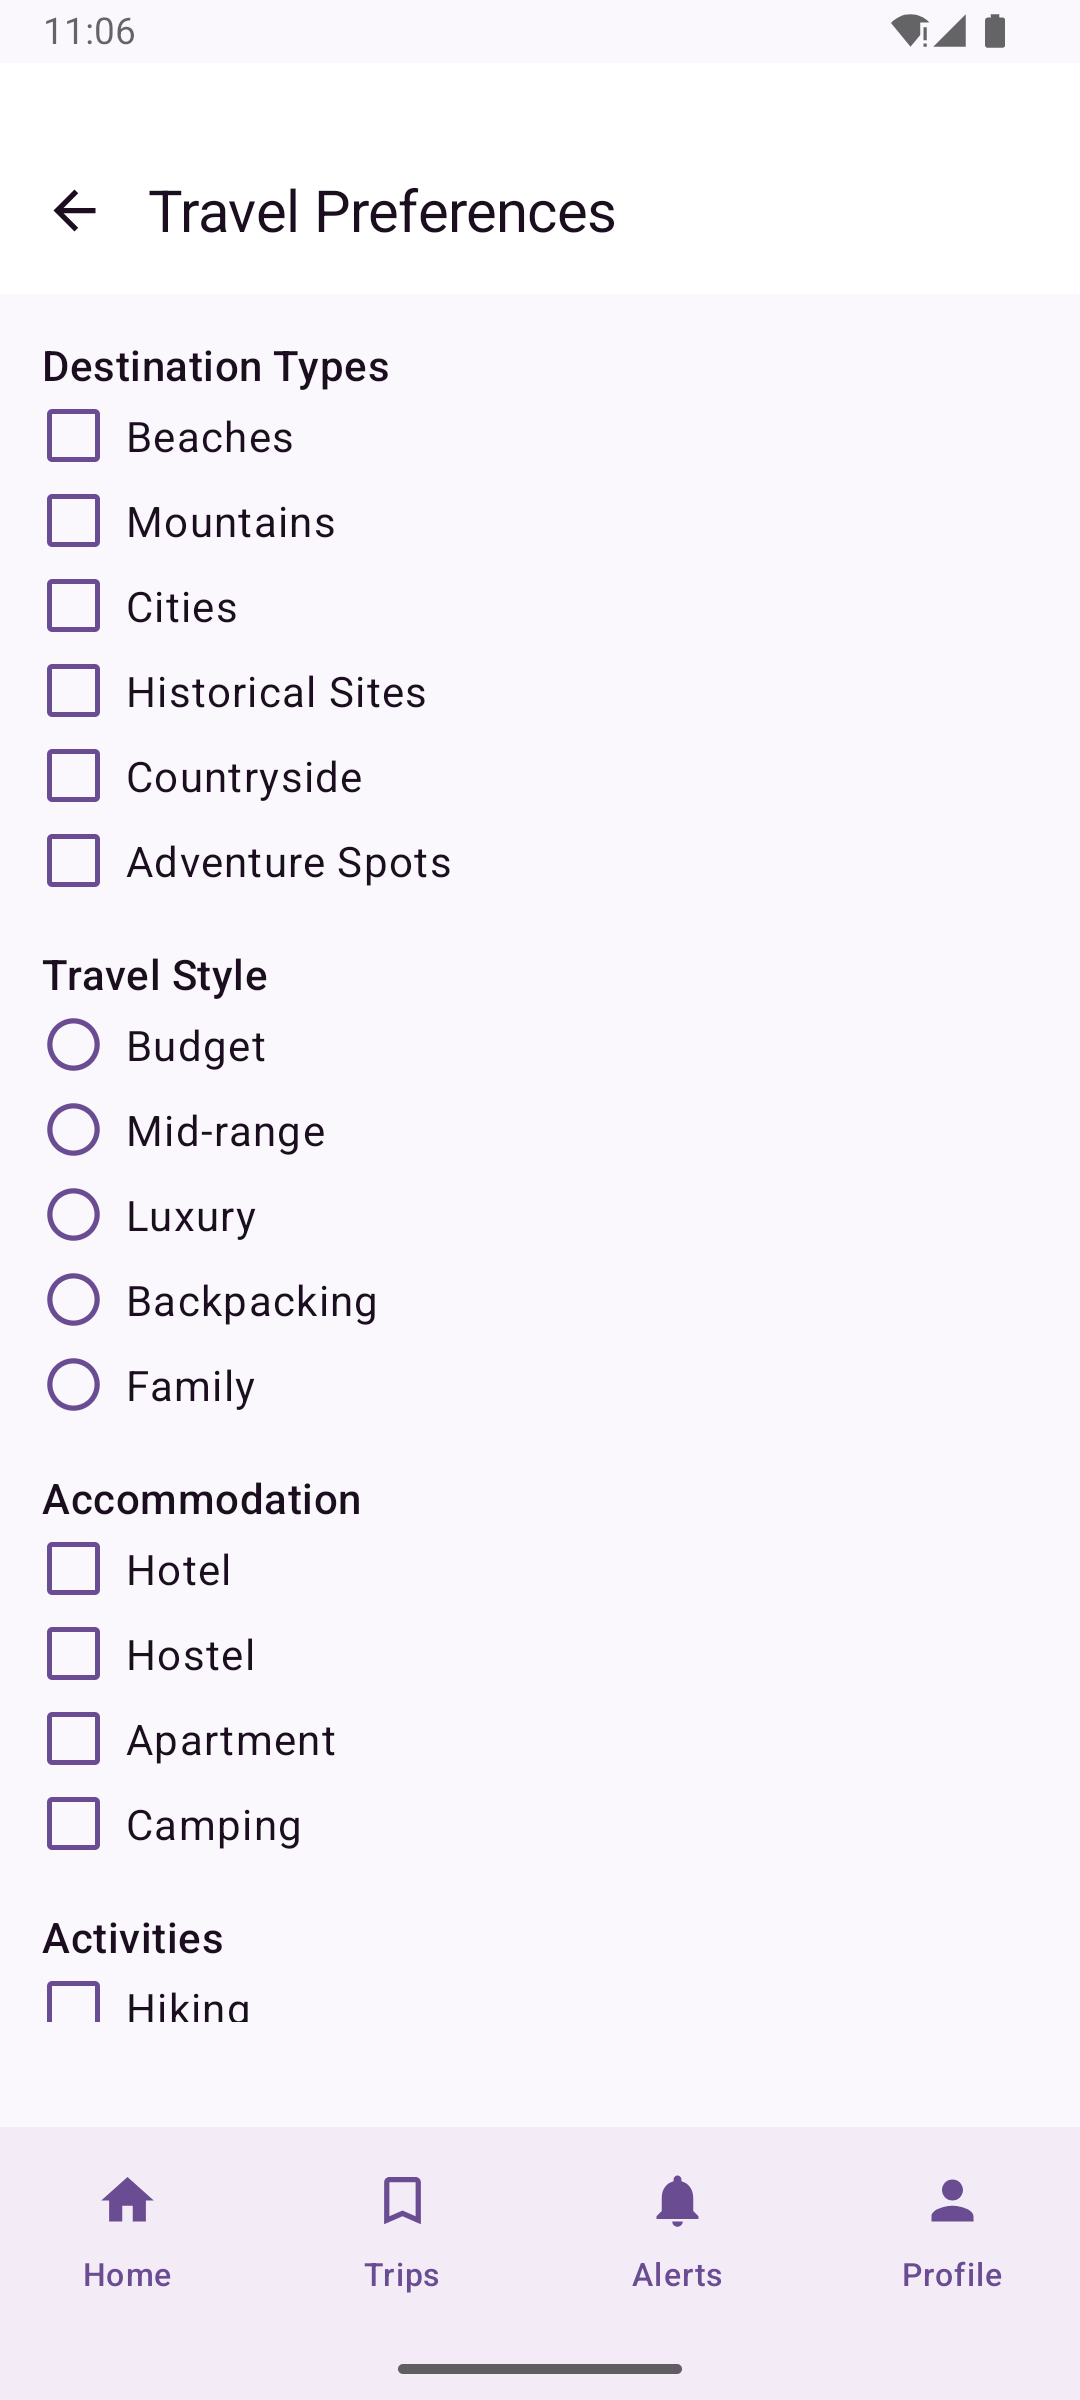 11:06
Travel Preferences
Destination Types
Beaches
Mountains
Cities
Historical Sites
Countryside
Adventure Spots
Travel Style
Budget
Mid-range
Luxury
Backpacking
Family
Accommodation
Hotel
Hostel
Apartment
Camping
Activities
Hiking
Home
Trips
Alerts
Profile